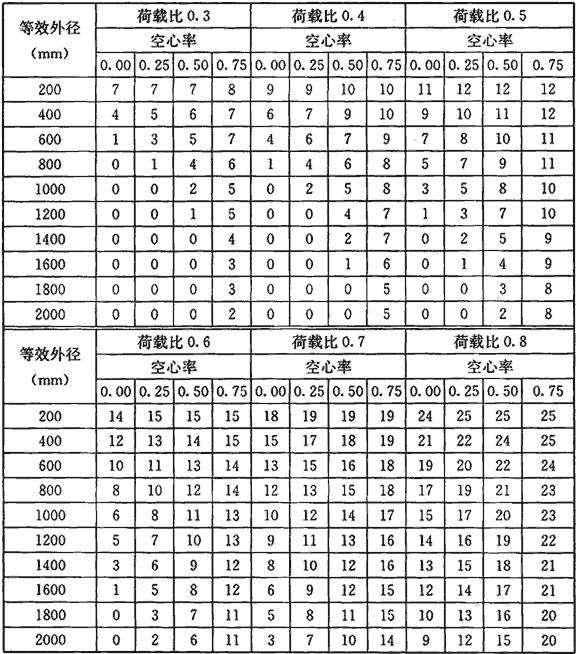 等效外径 荷载比0.3 荷载比0.4 荷载比0.5
(mm) 空心率 空心率 空心率
0.00 0.25 0.50 0.75 0.00 0.25 0.50 0.75 0.00 0.25 0.50 0.75
200 7 7 7 8 9 9 10 10 11 12 12 12
400 4 5 6 7 6 7 9 10 9 10 11 12
600 1 3 5 7 4 6 7 9 7 8 10 11
800 0 1 4 6 1 4 6 8 5 7 9 11
1000 0 0 2 5 0 2 5 8 3 5 8 10
1200 0 0 1 5 0 0 4 7 1 3 7 10
1400 0 0 0 4 0 0 2 7 0 2 5 9
1600 0 0 0 3 0 0 1 6 0 1 4 9
1800 0 0 0 3 0 0 0 5 0 0 3 8
2000 0 0 0 2 0 0 0 5 0 0 2 8
等效外径 荷载比0.6 荷载比0.7 荷载比0.8
(mm) 空心率 空心率 空心率
0.00 0.25 0.50 0.75 0.00 0.25 0.50 0.75 0.00 0.25 0.50 0.75
200 14 15 15 15 18 19 19 19 24 25 25 25
400 12 13 14 15 15 17 18 19 21 22 24 25
600 10 11 13 14 13 15 16 18 19 20 22 24
800 8 10 12 14 12 13 15 18 17 19 21 23
1000 6 8 11 13 10 12 14 17 15 17 20 23
1200 5 7 10 13 9 11 13 16 14 16 19 22
1400 3 6 9 12 8 10 12 16 13 15 18 21
1600 1 5 8 12 6 9 12 15 12 14 17 21
1800 0 3 7 11 5 8 11 15 10 13 16 20
2000 0 2 6 11 3 7 10 14 9 12 15 20